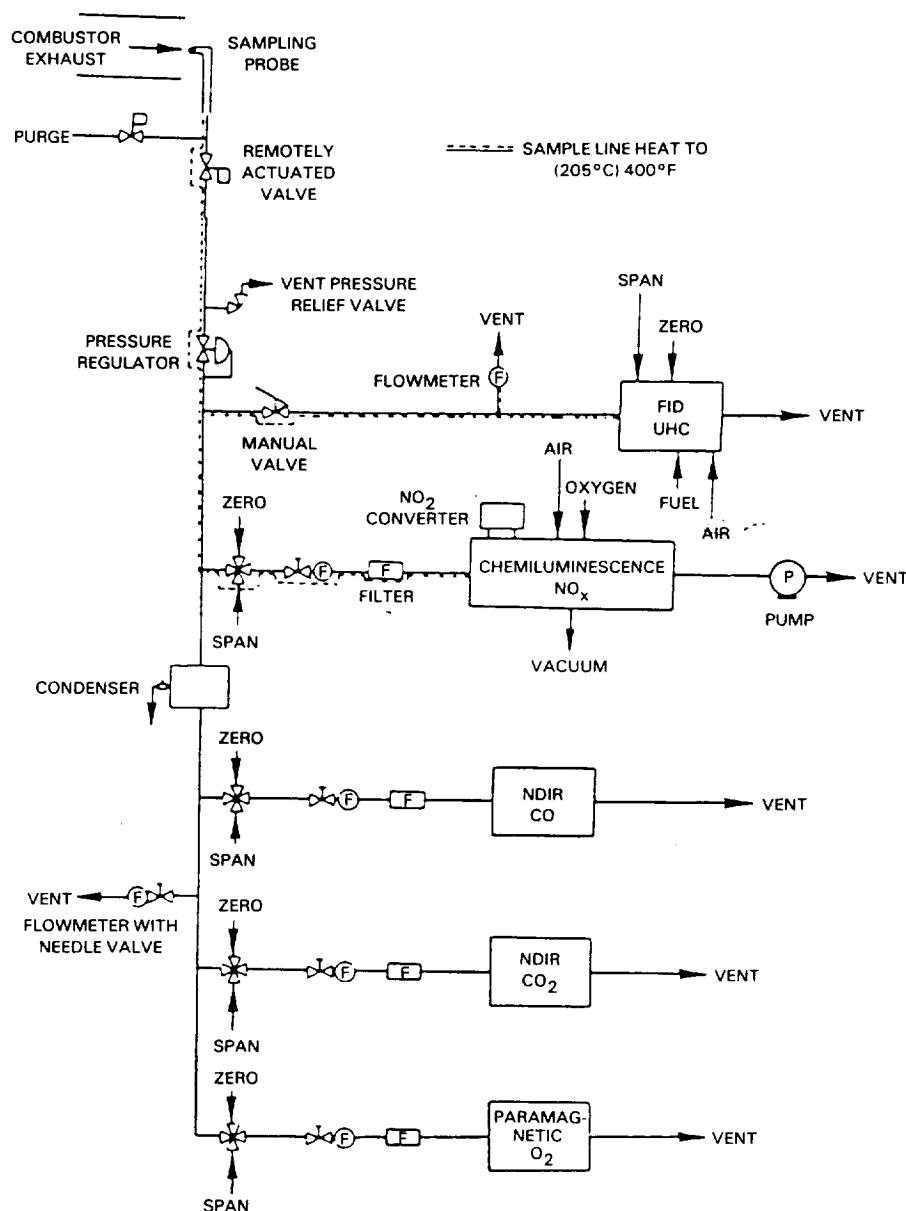 COMBUSTOR
EXHAUST
SAMPLING
PROBE
PURGE
REMOTELY
ACTUATED
VALVE
SAMPLE LINE HEAT TO
(205°C) 400°F
VENT PRESSURE
RELIEF VALVE
PRESSURE
REGULATOR
VENT
FLOWMETER
F
SPAN
ZERO
FID
UHC
VENT
FUEL
AIR
MANUAL
VALVE
AIR
OXYGEN
NO2
CONVERTER
ZERO
F
F
FILTER
SPAN
CHEMILUMINESCENCE
NOx
P
VENT
PUMP
VACUUM
CONDENSER
ZERO
F
F
NDIR
CO
VENT
SPAN
VENT
F
FLOWMETER WITH
NEEDLE VALVE
ZERO
F
F
NDIR
CO2
VENT
SPAN
ZERO
F
F
PARAMAG-
NETIC
O2
VENT
SPAN